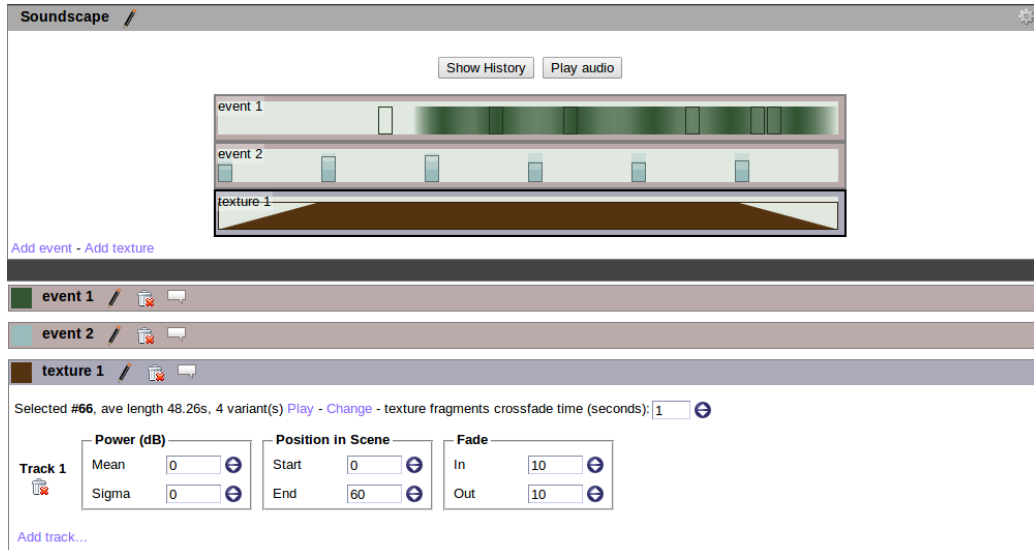 Soundscape
Show History Play audio
event 1
event 2
texture 1
Add event - Add texture
event 1
event 2
texture 1
Selected #66, ave length 48.26s, 4 variant(s) Play - Change - texture fragments crossfade time (seconds): 1
Power (dB) Position in Scene Fade
Track 1 Mean 0 Start 0 In 10
Sigma 0 End 60 Out 10
Add track...